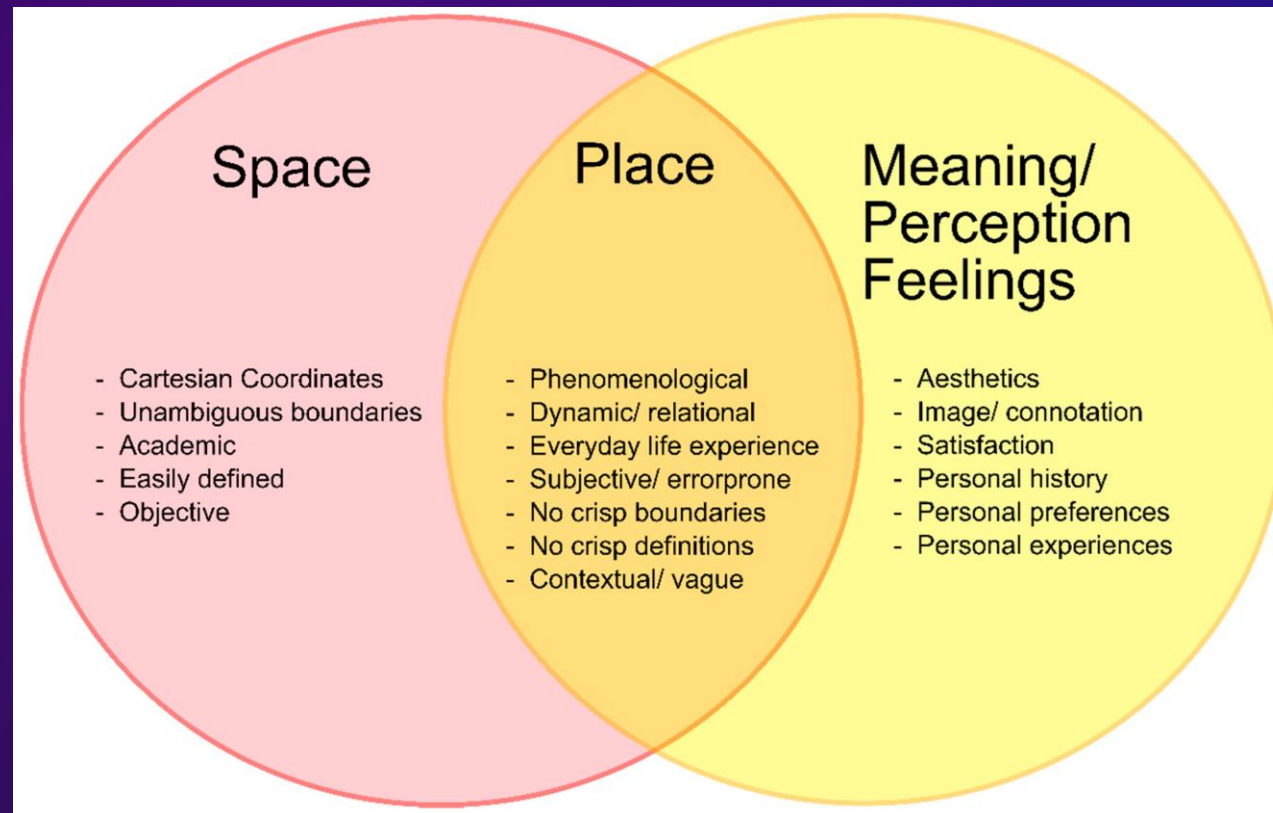 Space
- Cartesian Coordinates
- Unambiguous boundaries
- Academic
- Easily defined
- Objective
Place
- Phenomenological
- Dynamic/ relational
- Everyday life experience
- Subjective/ errorprone
- No crisp boundaries
- No crisp definitions
- Contextual/ vague
Meaning/
Perception
Feelings
- Aesthetics
- Image/ connotation
- Satisfaction
- Personal history
- Personal preferences
- Personal experiences